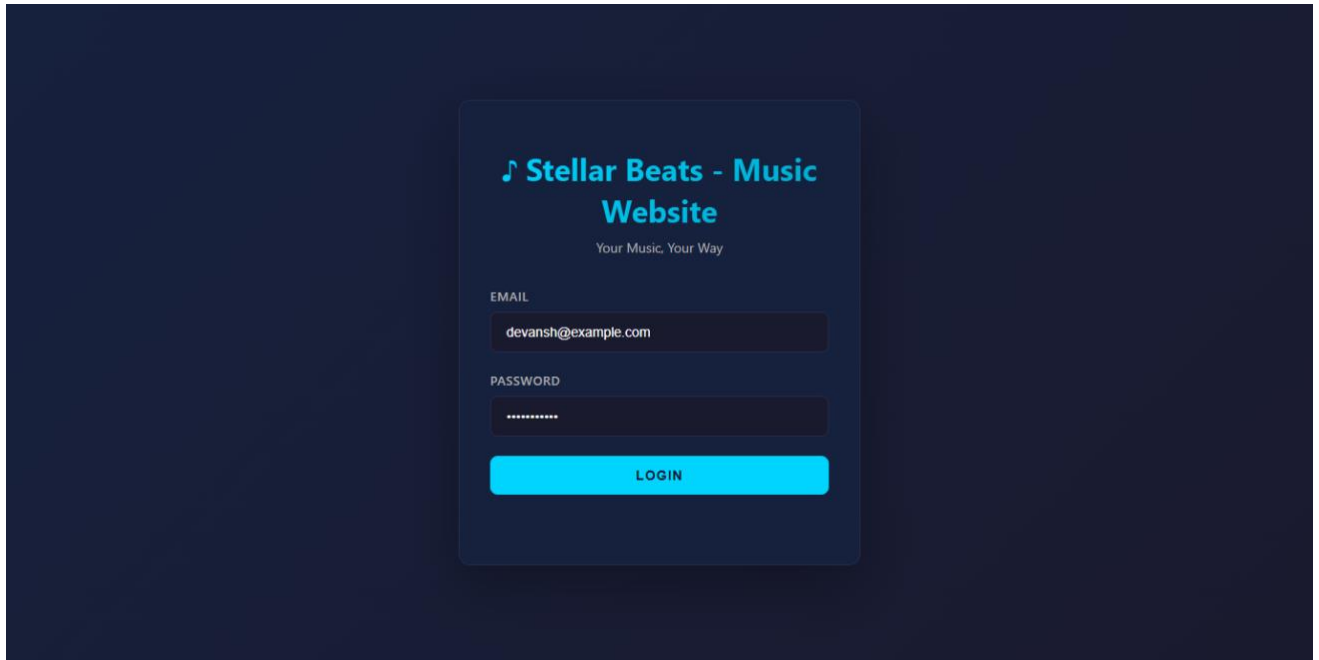 ♪ Stellar Beats - Music
Website
Your Music, Your Way
EMAIL
devansh@example.com
PASSWORD
•••••••••••
LOGIN